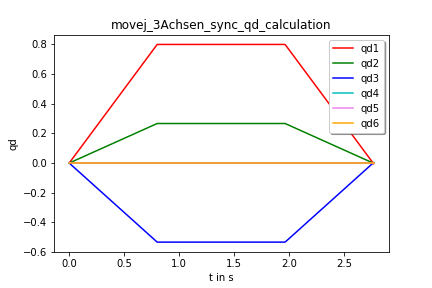 movej_3Achsen_sync_qd_calculation
qd
0.8
0.6
0.4
0.2
0.0
−0.2
−0.4
−0.6
0.0 0.5 1.0 1.5 2.0 2.5
t in s
qd1
qd2
qd3
qd4
qd5
qd6